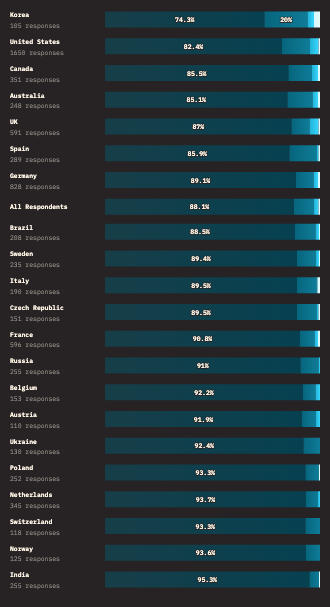 Korea
74.3%
20%
105 responses
United States
82.4%
1650 responses
Canada
85.5%
351 responses
Australia
85.1%
248 responses
UK
87%
591 responses
Spain
85.9%
289 responses
Germany
89.1%
828 responses
All Respondents
88.1%
Brazil
88.5%
208 responses
Sweden
89.4%
235 responses
Italy
89.5%
190 responses
Czech Republic
89.5%
151 responses
France
90.8%
596 responses
Russia
91%
255 responses
Belgium
92.2%
153 responses
Austria
91.9%
110 responses
Ukraine
92.4%
130 responses
Poland
93.3%
252 responses
Netherlands
93.7%
345 responses
Switzerland
93.3%
118 responses
Norway
93.6%
125 responses
India
95.3%
255 responses